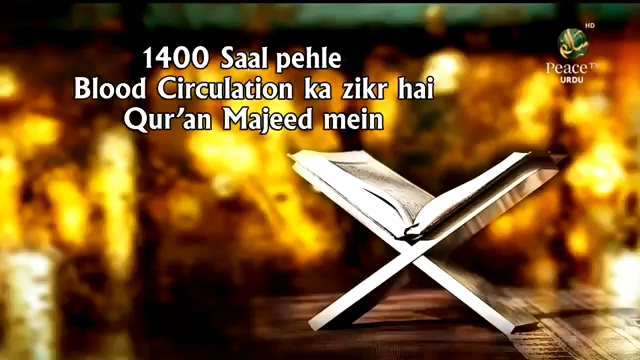 1400 Saal pehle
Blood Circulation ka zikr hai
Qur'an Majeed mein
HD
Peace TV
URDU